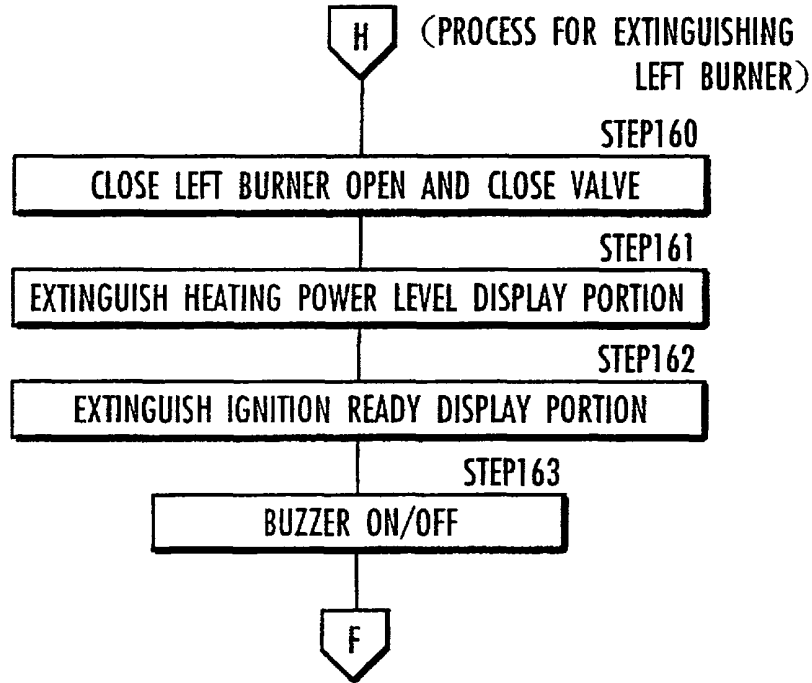 H
(PROCESS FOR EXTINGUISHING
LEFT BURNER)
STEP160
CLOSE LEFT BURNER OPEN AND CLOSE VALVE
STEP161
EXTINGUISH HEATING POWER LEVEL DISPLAY PORTION
STEP162
EXTINGUISH IGNITION READY DISPLAY PORTION
STEP163
BUZZER ON/OFF
F